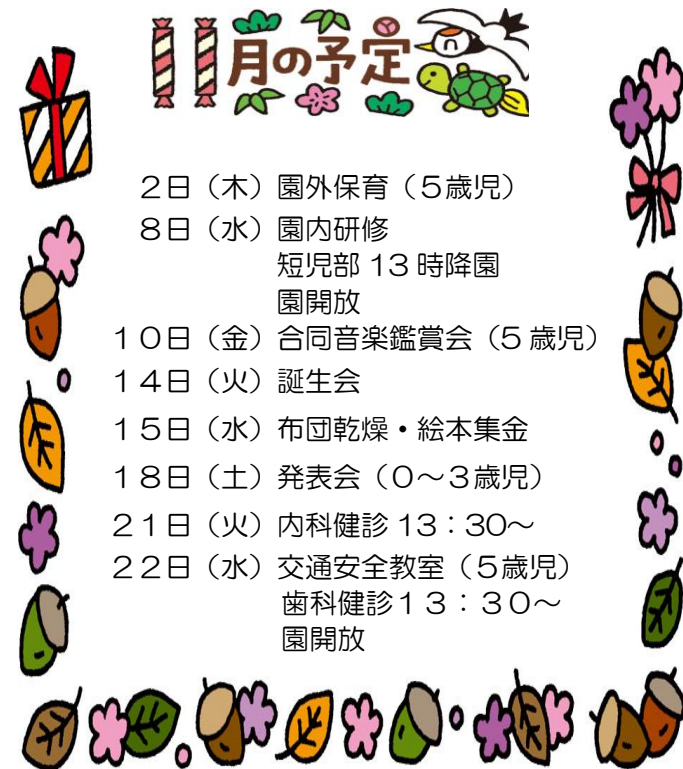 11月の予定
2日（木）園外保育（5歳児）
8日（水）園内研修
短児部 13 時降園
園開放
１０日（金）合同音楽鑑賞会（5 歳児）
１４日（火）誕生会
１５日（水）布団乾燥・絵本集金
１８日（土）発表会（０～３歳児）
２１日（火）内科健診 13：30～
２２日（水）交通安全教室（５歳児）
歯科健診１３：３０～
園開放